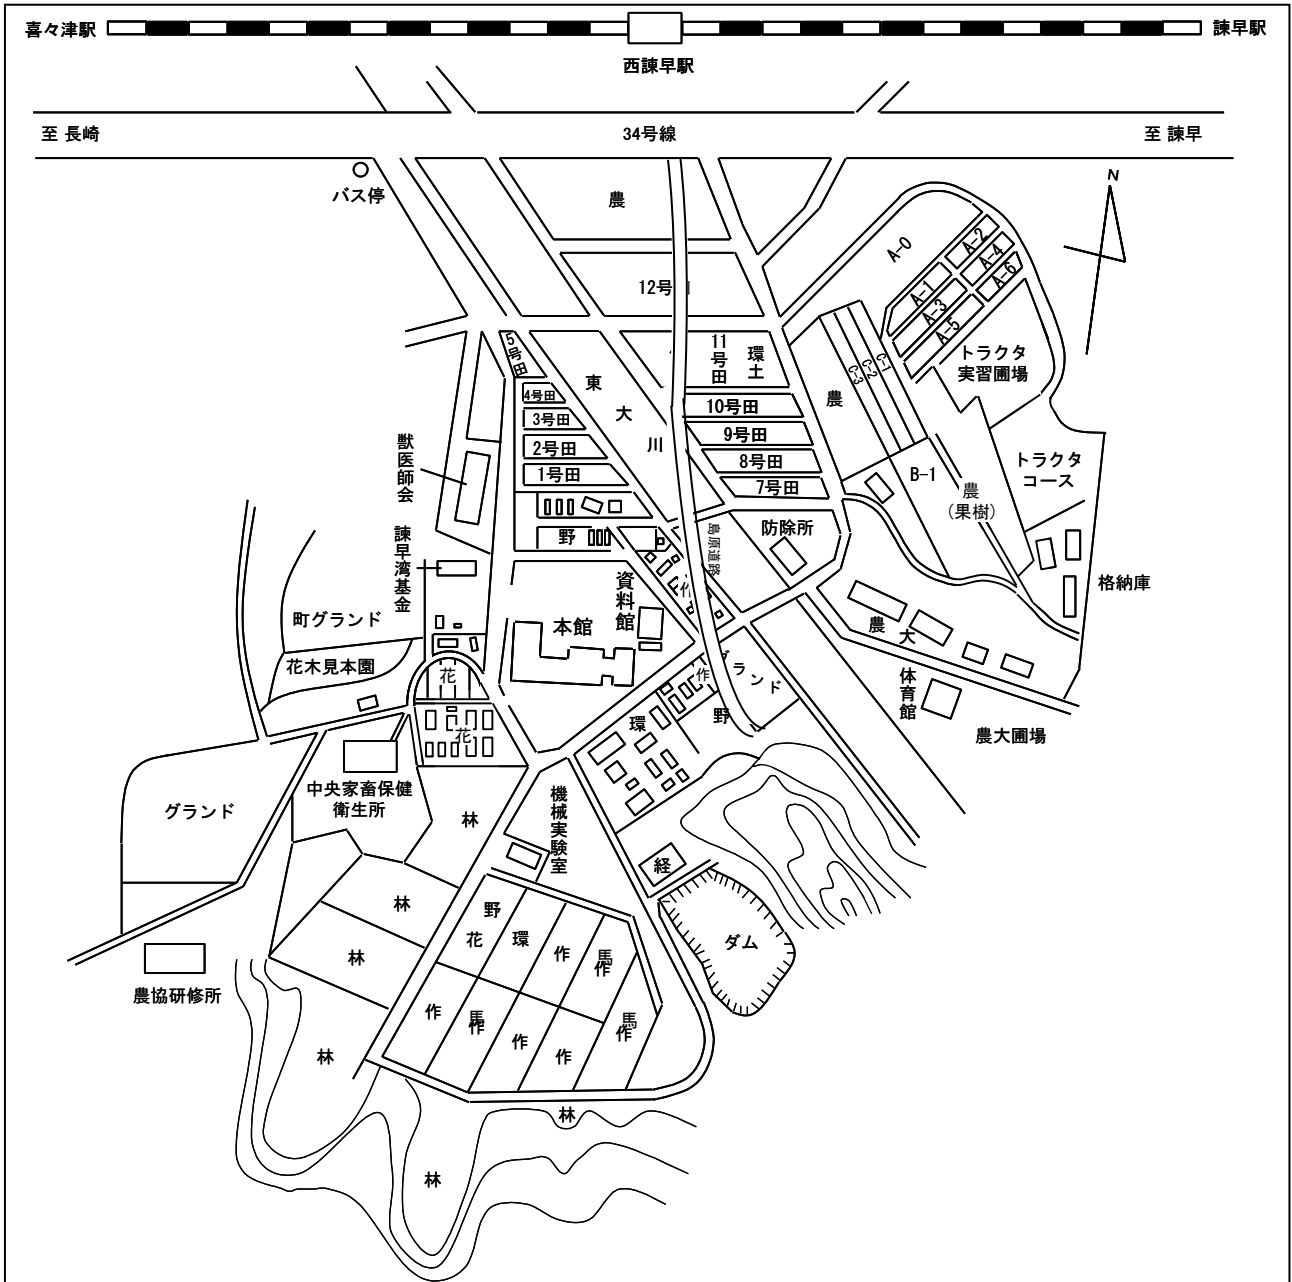 喜々津駅
諫早駅
西諫早駅
至 長崎
34号線
至 諫早
バス停
N
農
A-0
A-2
A-4
A-6
12号
A-1
A-3
A-5
5号田
11号田
環土
トラクタ
実習圃場
C-1
C-2
C-3
東大川
4号田
農
3号田
10号田
獣医師会
2号田
9号田
1号田
8号田
B-1
トラクタ
コース
7号田
農
(果樹)
諫早湾基金
野
島原道路
防除所
資料館
作
格納庫
町グランド
本館
農大
花木見本園
花
作
グランド
体育館
野
環
花
農大圃場
グランド
中央家畜保健
衛生所
機械実験室
林
経
林
野
花
環
作
馬
作
ダム
林
農協研修所
作
馬
作
作
作
馬
作
林
林
林